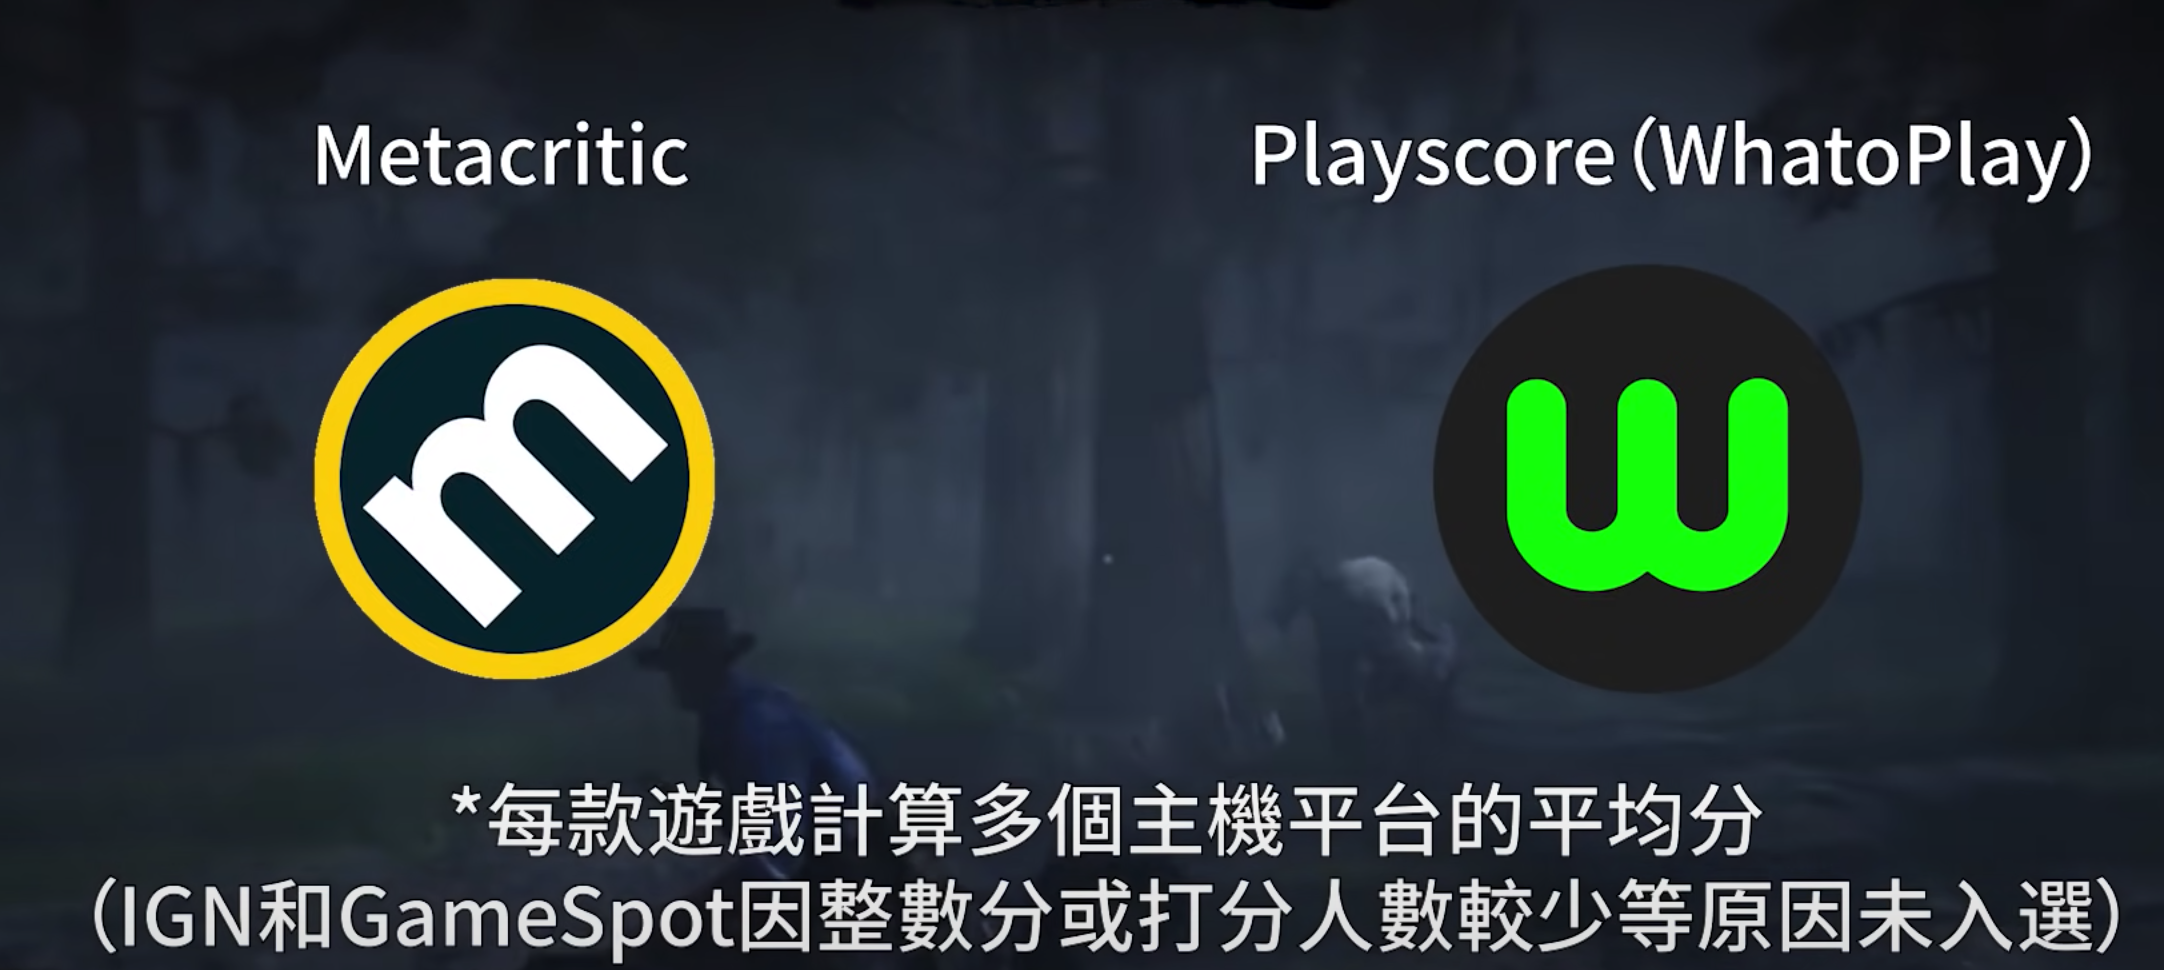 Metacritic
Playscore（WhatoPlay）
m
w
*每款遊戲計算多個主機平台的平均分
（IGN和GameSpot因整數分或打分人數較少等原因未入選）